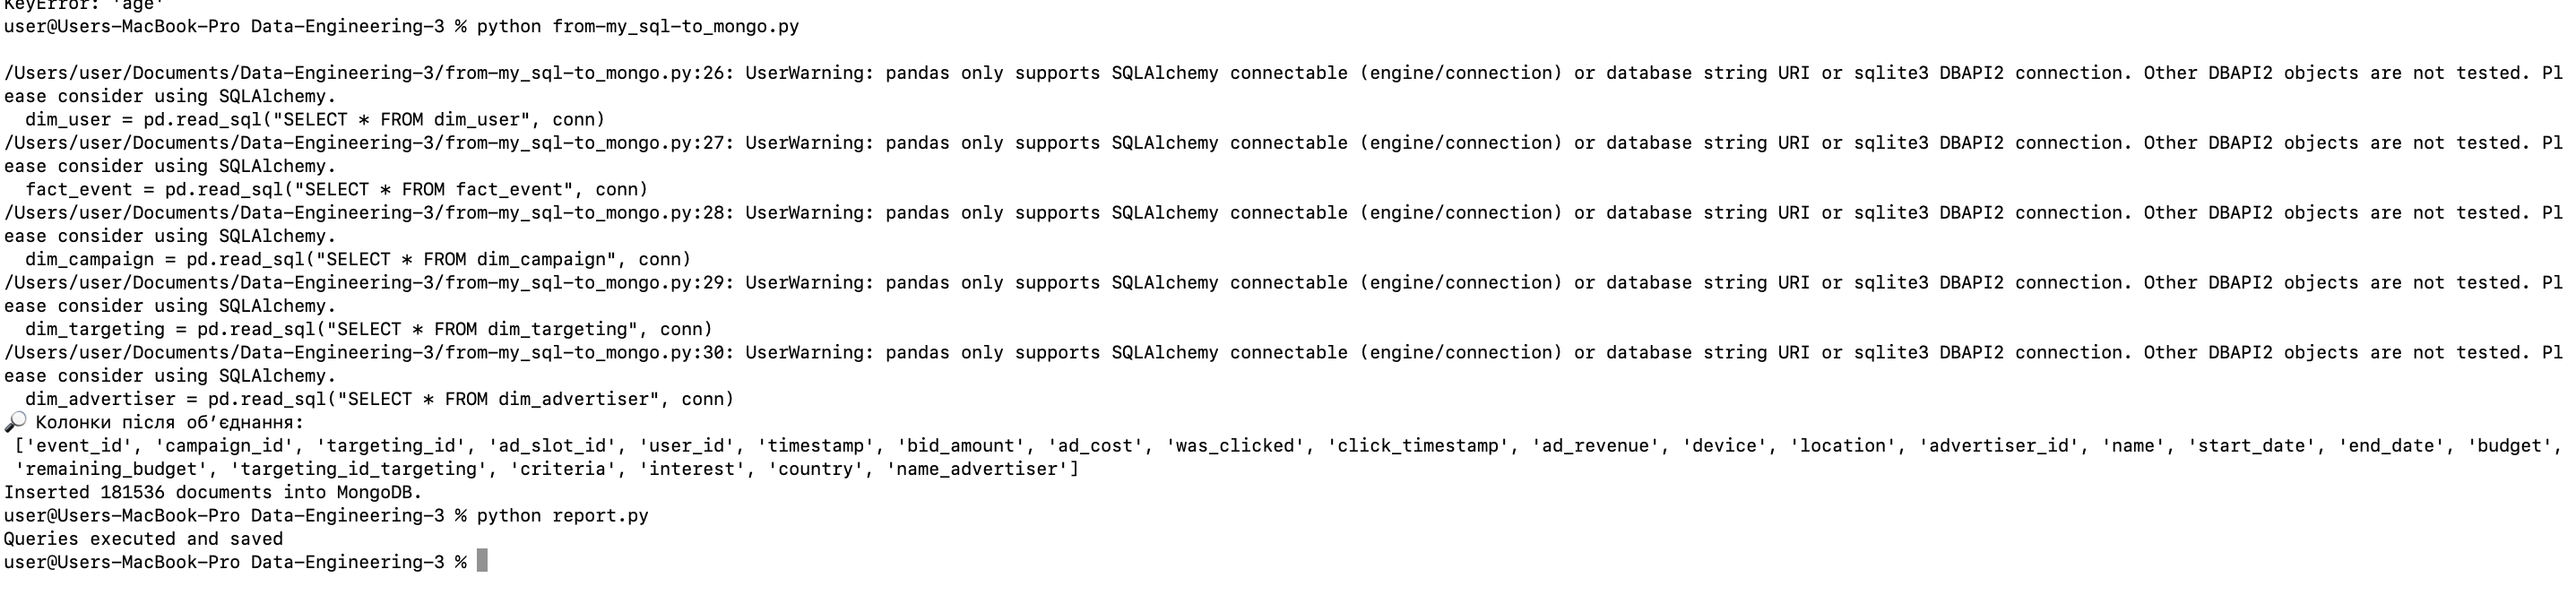 KeyError: 'age'
user@Users-MacBook-Pro Data-Engineering-3 % python from-my_sql-to_mongo.py
/Users/user/Documents/Data-Engineering-3/from-my_sql-to_mongo.py:26: UserWarning: pandas only supports SQLAlchemy connectable (engine/connection) or database string URI or sqlite3 DBAPI2 connection. Other DBAPI2 objects are not tested. Pl
ease consider using SQLAlchemy.
  dim_user = pd.read_sql("SELECT * FROM dim_user", conn)
/Users/user/Documents/Data-Engineering-3/from-my_sql-to_mongo.py:27: UserWarning: pandas only supports SQLAlchemy connectable (engine/connection) or database string URI or sqlite3 DBAPI2 connection. Other DBAPI2 objects are not tested. Pl
ease consider using SQLAlchemy.
  fact_event = pd.read_sql("SELECT * FROM fact_event", conn)
/Users/user/Documents/Data-Engineering-3/from-my_sql-to_mongo.py:28: UserWarning: pandas only supports SQLAlchemy connectable (engine/connection) or database string URI or sqlite3 DBAPI2 connection. Other DBAPI2 objects are not tested. Pl
ease consider using SQLAlchemy.
  dim_campaign = pd.read_sql("SELECT * FROM dim_campaign", conn)
/Users/user/Documents/Data-Engineering-3/from-my_sql-to_mongo.py:29: UserWarning: pandas only supports SQLAlchemy connectable (engine/connection) or database string URI or sqlite3 DBAPI2 connection. Other DBAPI2 objects are not tested. Pl
ease consider using SQLAlchemy.
  dim_targeting = pd.read_sql("SELECT * FROM dim_targeting", conn)
/Users/user/Documents/Data-Engineering-3/from-my_sql-to_mongo.py:30: UserWarning: pandas only supports SQLAlchemy connectable (engine/connection) or database string URI or sqlite3 DBAPI2 connection. Other DBAPI2 objects are not tested. Pl
ease consider using SQLAlchemy.
  dim_advertiser = pd.read_sql("SELECT * FROM dim_advertiser", conn)
🔎 Колонки після об’єднання:
 ['event_id', 'campaign_id', 'targeting_id', 'ad_slot_id', 'user_id', 'timestamp', 'bid_amount', 'ad_cost', 'was_clicked', 'click_timestamp', 'ad_revenue', 'device', 'location', 'advertiser_id', 'name', 'start_date', 'end_date', 'budget',
 'remaining_budget', 'targeting_id_targeting', 'criteria', 'interest', 'country', 'name_advertiser']
Inserted 181536 documents into MongoDB.
user@Users-MacBook-Pro Data-Engineering-3 % python report.py
Queries executed and saved
user@Users-MacBook-Pro Data-Engineering-3 %